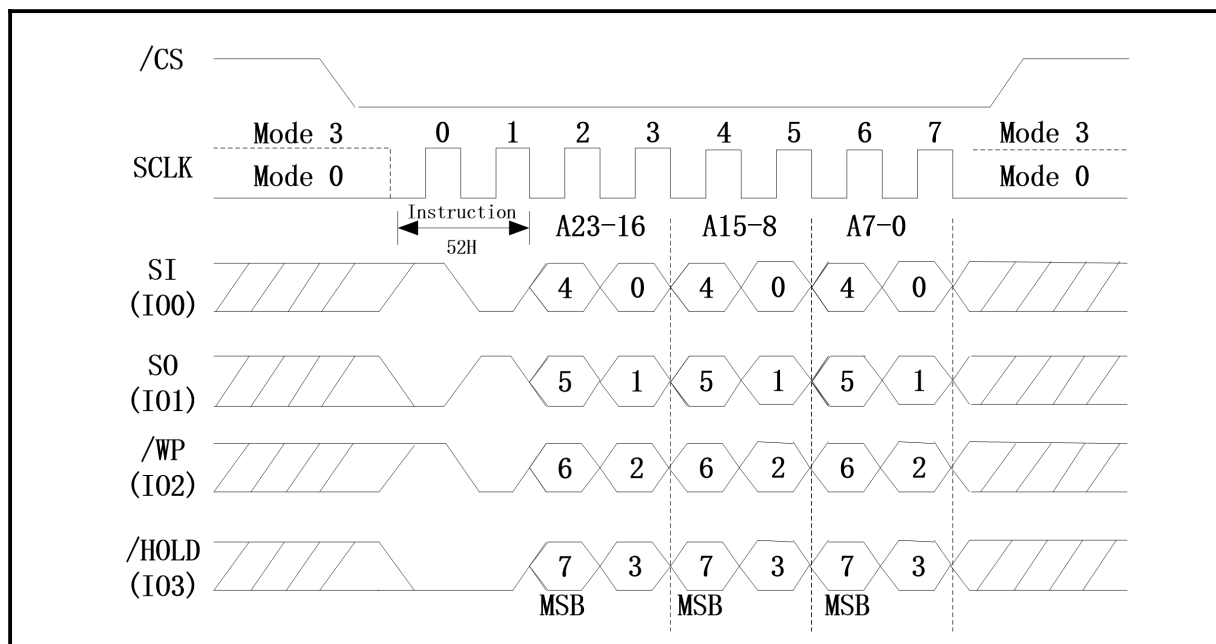 /CS
Mode 3 0 1 2 3 4 5 6 7 Mode 3
SCLK
Mode 0 Mode 0
Instruction A23-16 A15-8 A7-0
52H
SI
(IO0)
4 0 4 0 4 0
SO
(IO1)
5 1 5 1 5 1
/WP
(IO2)
6 2 6 2 6 2
/HOLD
(IO3)
7 3 7 3 7 3
MSB MSB MSB